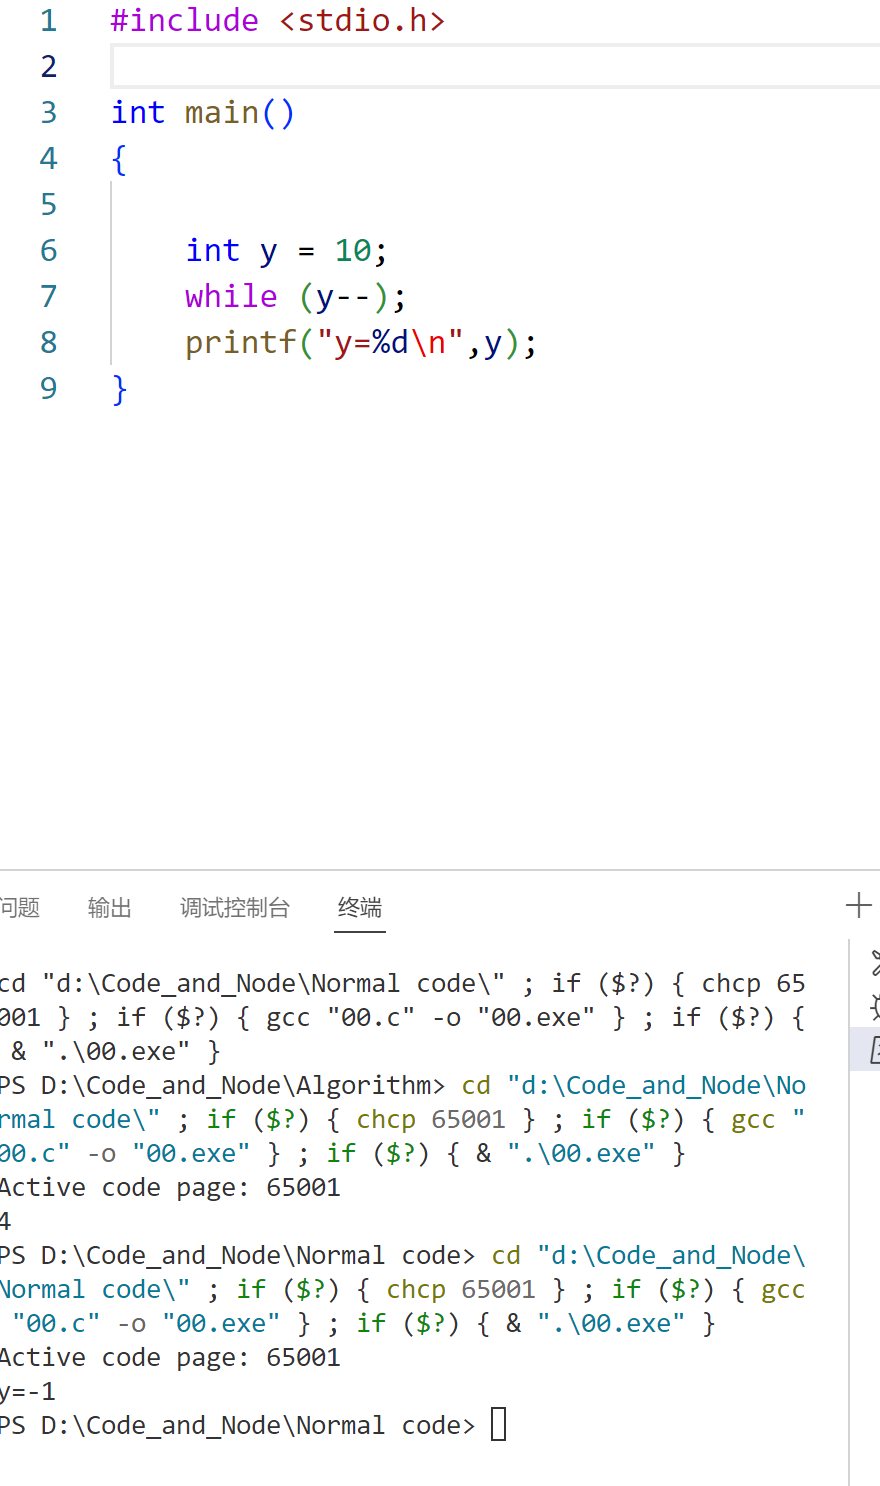 1 #include <stdio.h>
2
3 int main()
4 {
5
6 int y = 10;
7 while (y--);
8 printf("y=%d\n",y);
9 }
问题 输出 调试控制台 终端
cd "d:\Code_and_Node\Normal code\" ; if ($?) { chcp 65
001 } ; if ($?) { gcc "00.c" -o "00.exe" } ; if ($?) {
& ".\00.exe" }
PS D:\Code_and_Node\Algorithm> cd "d:\Code_and_Node\No
rmal code\" ; if ($?) { chcp 65001 } ; if ($?) { gcc "
00.c" -o "00.exe" } ; if ($?) { & ".\00.exe" }
Active code page: 65001
4
PS D:\Code_and_Node\Normal code> cd "d:\Code_and_Node\
Normal code\" ; if ($?) { chcp 65001 } ; if ($?) { gcc
"00.c" -o "00.exe" } ; if ($?) { & ".\00.exe" }
Active code page: 65001
y=-1
PS D:\Code_and_Node\Normal code>